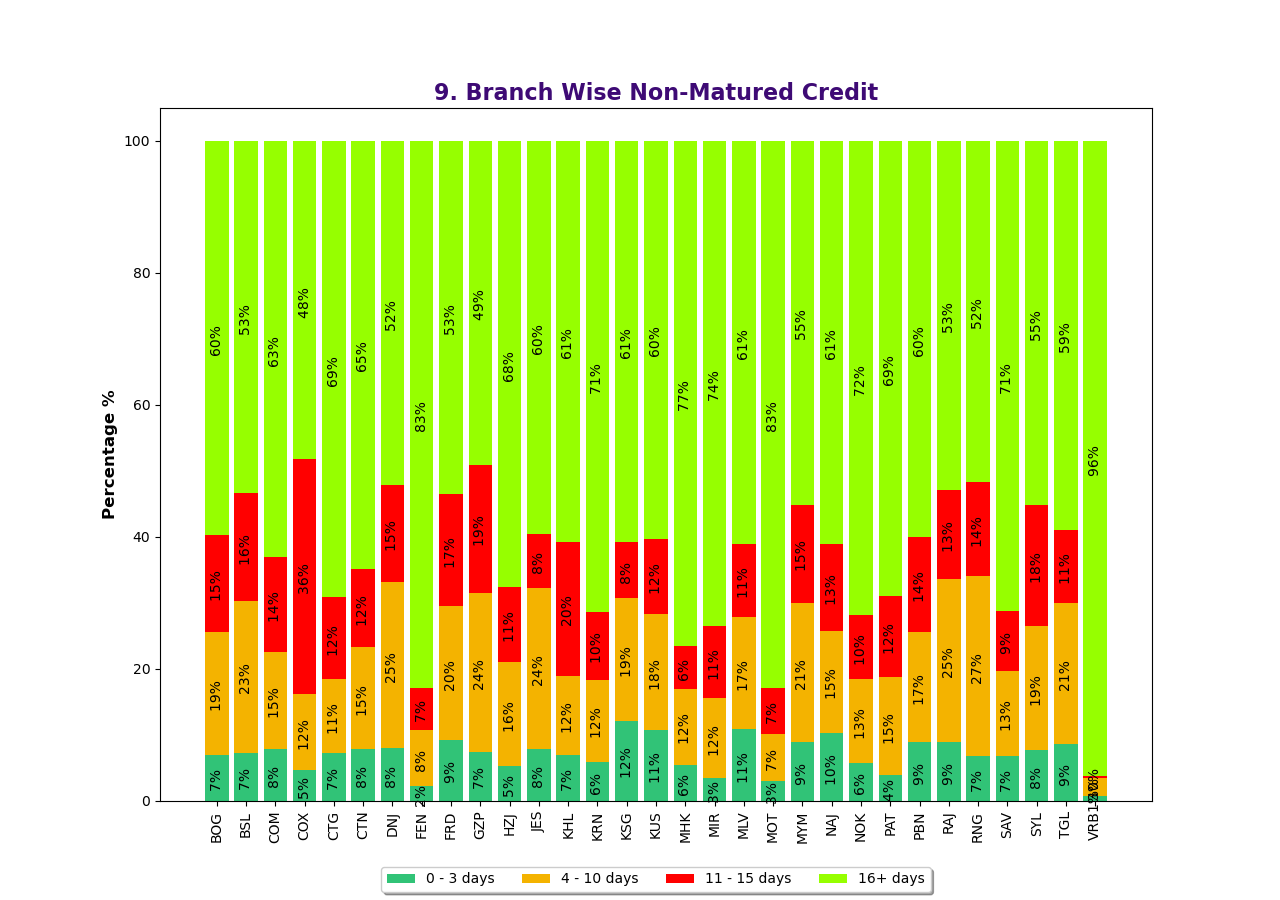 9. Branch Wise Non-Matured Credit
Percentage %
100
80
60
40
20
0
60% 53% 63% 48% 69% 65% 52% 83% 53% 49% 68% 60% 61% 71% 61% 60% 77% 74% 61% 83% 55% 61% 72% 69% 60% 53% 52% 71% 55% 59% 96%
15% 16% 14% 36% 12% 12% 15% 7% 17% 19% 11% 8% 20% 10% 8% 12% 6% 11% 11% 7% 15% 13% 10% 12% 14% 13% 14% 9% 18% 11%
19% 23% 15% 12% 11% 15% 25% 8% 20% 24% 16% 24% 12% 12% 19% 18% 12% 12% 17% 7% 21% 15% 13% 15% 17% 25% 27% 13% 19% 21%
7% 7% 8% 5% 7% 8% 8% 2% 9% 7% 5% 8% 7% 6% 12% 11% 6% 3% 11% 3% 9% 10% 6% 4% 9% 9% 7% 7% 8% 9%
BOG BSL COM COX CTG CTN DNJ FEN FRD GZP HZJ JES KHL KRN KSG KUS MHK MIR MLV MOT MYM NAJ NOK PAT PBN RAJ RNG SAV SYL TGL VRB
0 - 3 days 4 - 10 days 11 - 15 days 16+ days